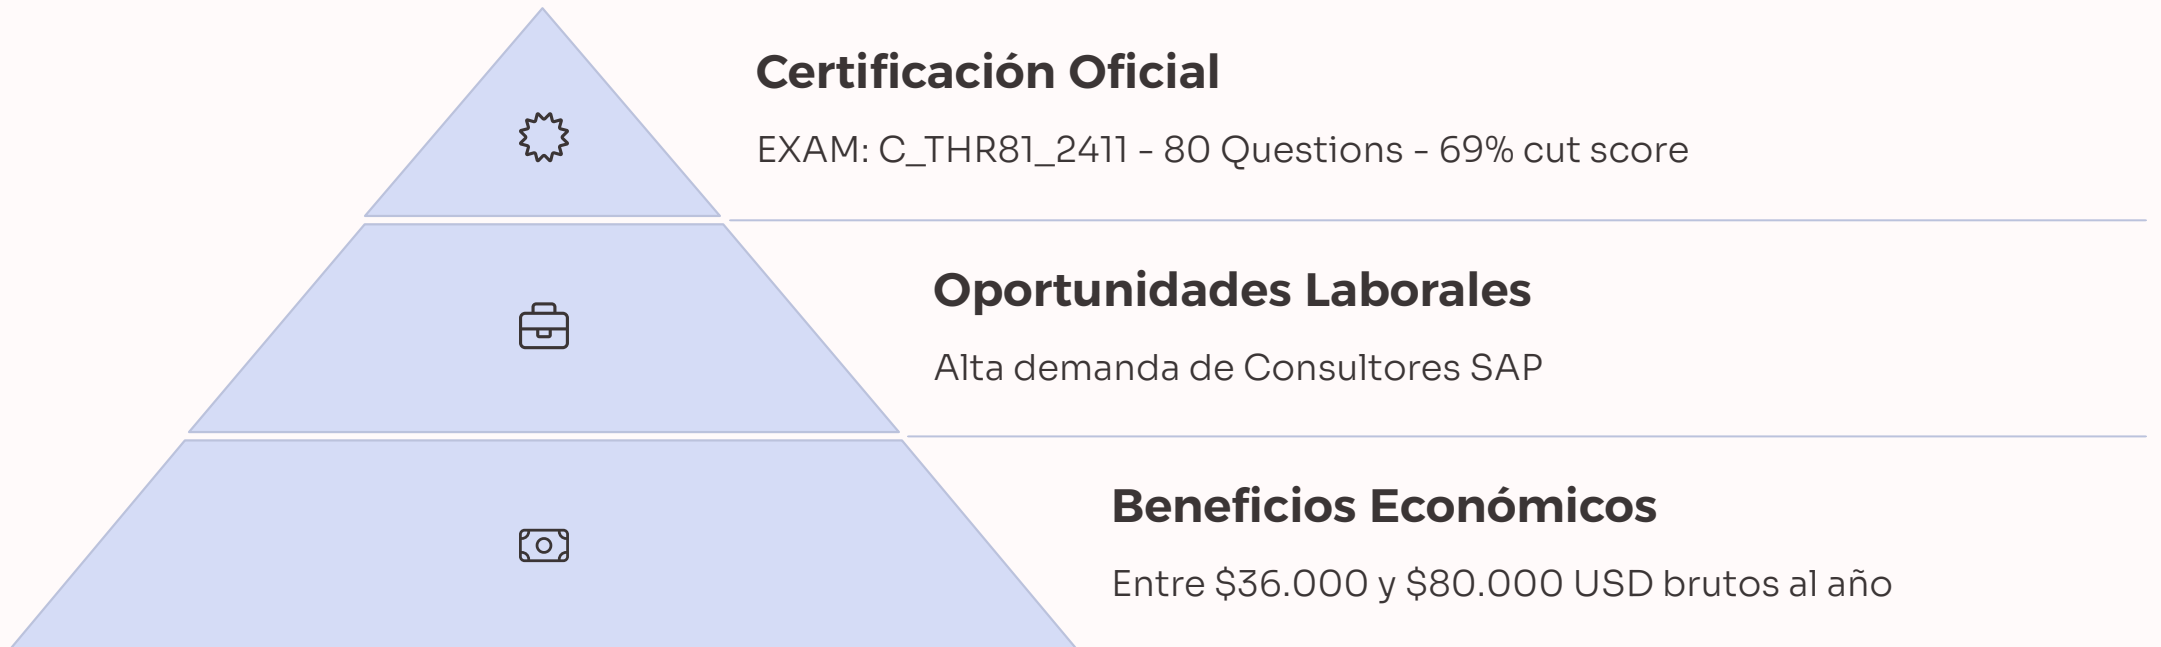 Certificación Oficial
EXAM: C_THR81_2411 - 80 Questions - 69% cut score
Oportunidades Laborales
Alta demanda de Consultores SAP
Beneficios Económicos
Entre $36.000 y $80.000 USD brutos al año